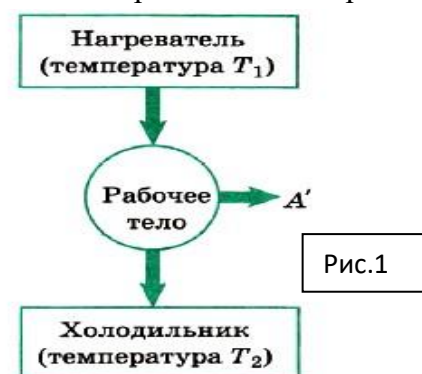 Нагреватель
(температура T₁)
Рабочее
тело
A′
Рис.1
Холодильник
(температура T₂)